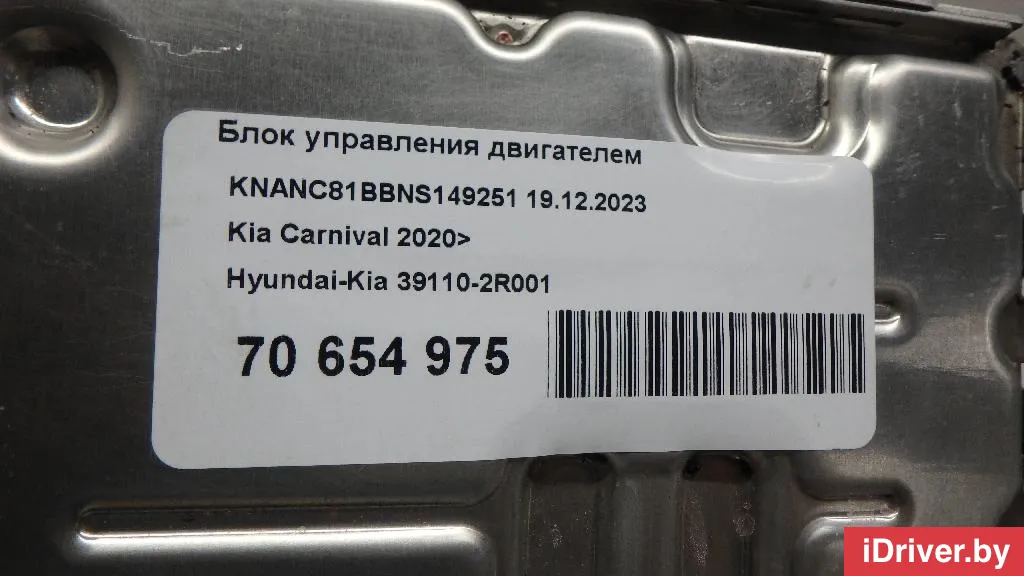 Блок управления двигателем
KNANC81BBNS149251 19.12.2023
Kia Carnival 2020>
Hyundai-Kia 39110-2R001
70 654 975
iDriver.by